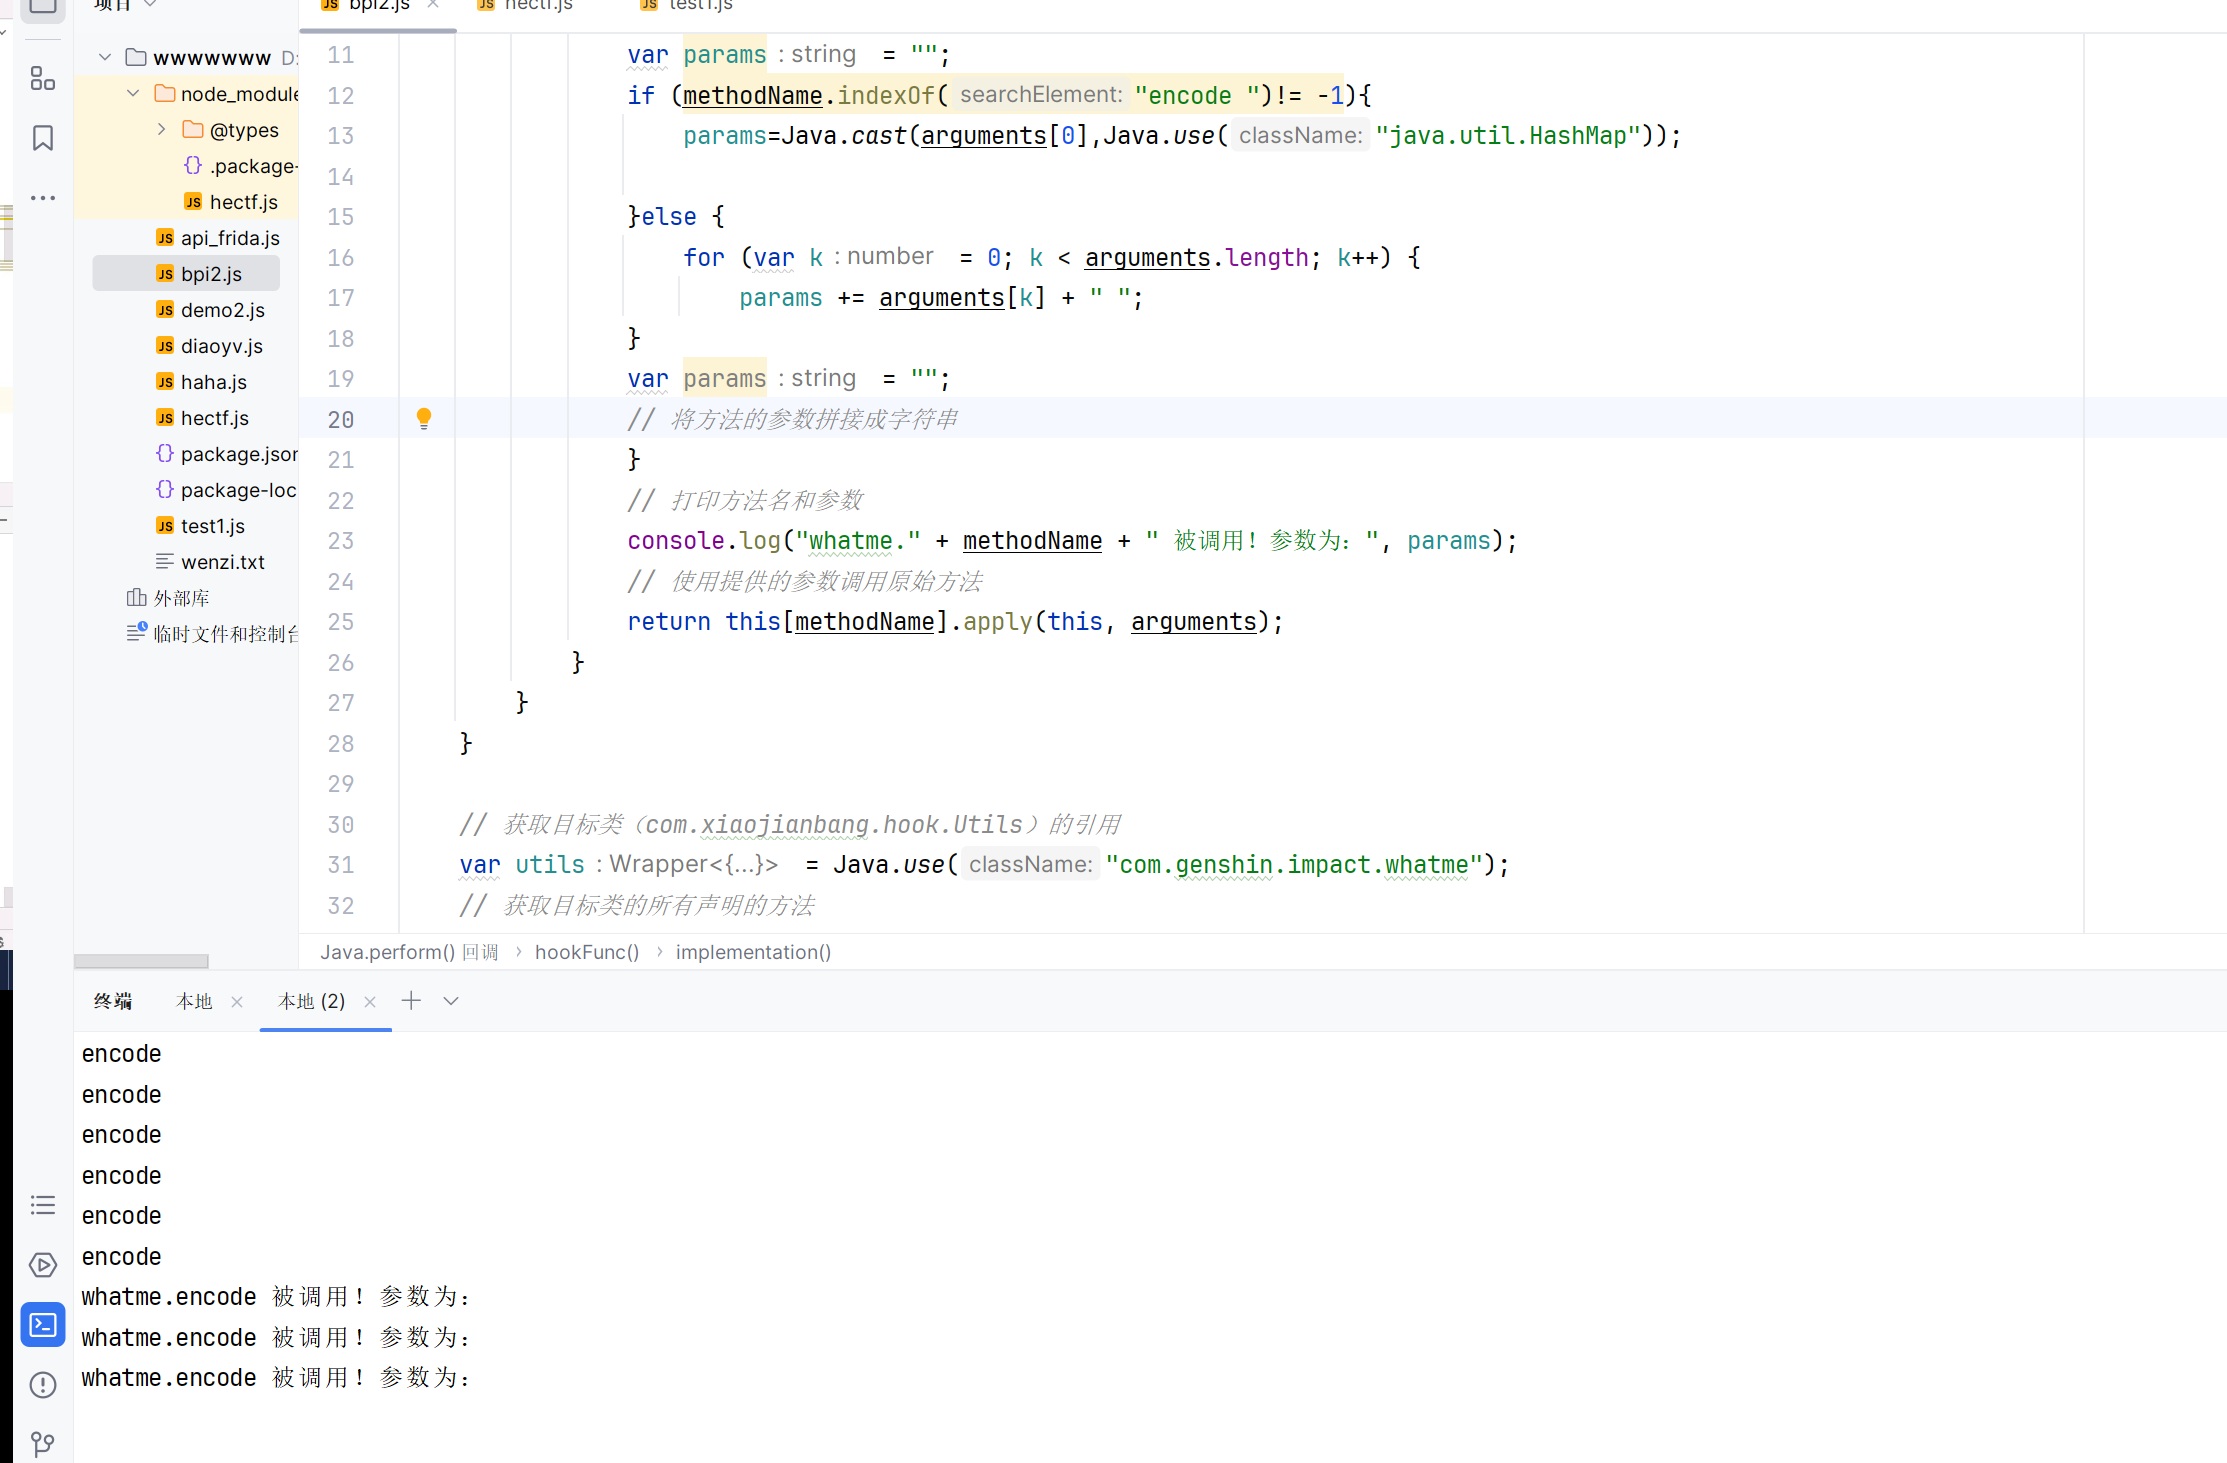 项目
bpi2.js
hectf.js
test1.js
wwwwwww D:
node_module
@types
.package-
hectf.js
api_frida.js
bpi2.js
demo2.js
diaoyv.js
haha.js
hectf.js
package.jsor
package-loc
test1.js
wenzi.txt
外部库
临时文件和控制台
11 var params : string = "";
12 if (methodName.indexOf( searchElement: "encode ")!= -1){
13 params=Java.cast(arguments[0],Java.use( className: "java.util.HashMap"));
14
15 }else {
16 for (var k : number = 0; k < arguments.length; k++) {
17 params += arguments[k] + " ";
18 }
19 var params : string = "";
20 // 将方法的参数拼接成字符串
21 }
22 // 打印方法名和参数
23 console.log("whatme." + methodName + " 被调用！参数为：", params);
24 // 使用提供的参数调用原始方法
25 return this[methodName].apply(this, arguments);
26 }
27 }
28 }
29
30 // 获取目标类（com.xiaojianbang.hook.Utils）的引用
31 var utils : Wrapper<{...}> = Java.use( className: "com.genshin.impact.whatme");
32 // 获取目标类的所有声明的方法
Java.perform() 回调 › hookFunc() › implementation()
终端 本地 × 本地 (2) ×
encode
encode
encode
encode
encode
encode
whatme.encode 被调用！参数为：
whatme.encode 被调用！参数为：
whatme.encode 被调用！参数为：